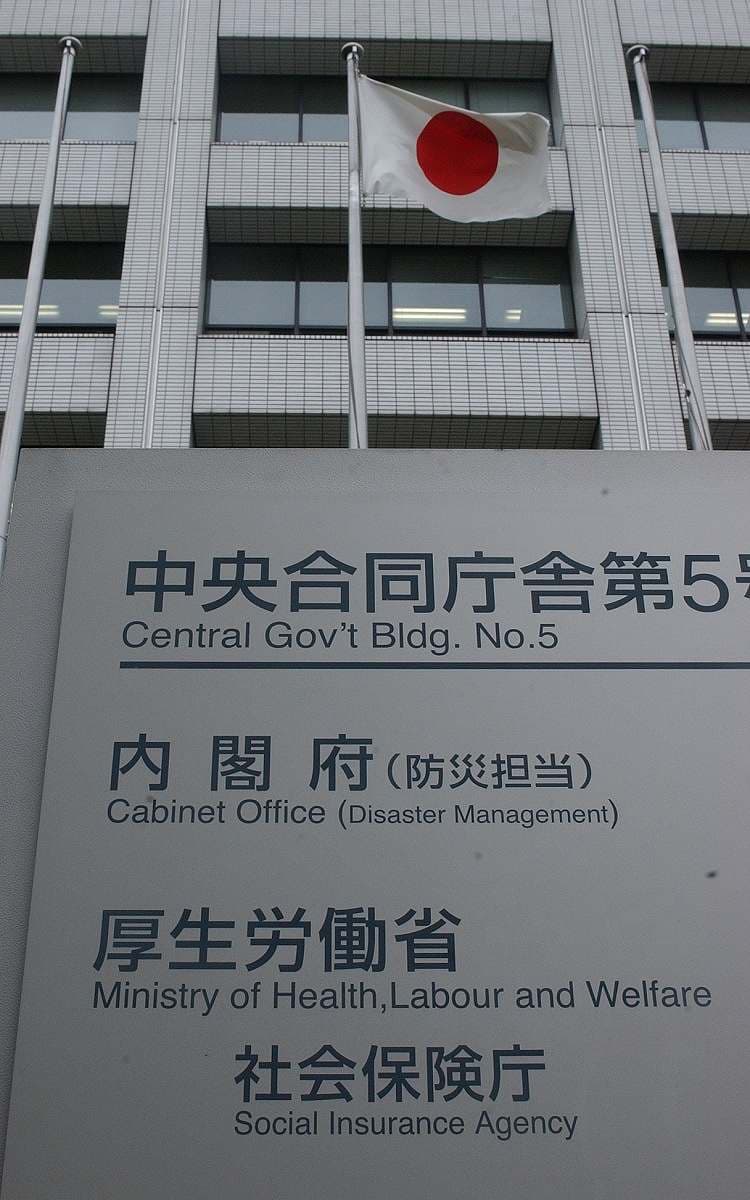 中央合同庁舎第5号
Central Gov't Bldg. No.5
内閣府(防災担当)
Cabinet Office (Disaster Management)
厚生労働省
Ministry of Health,Labour and Welfare
社会保険庁
Social Insurance Agency